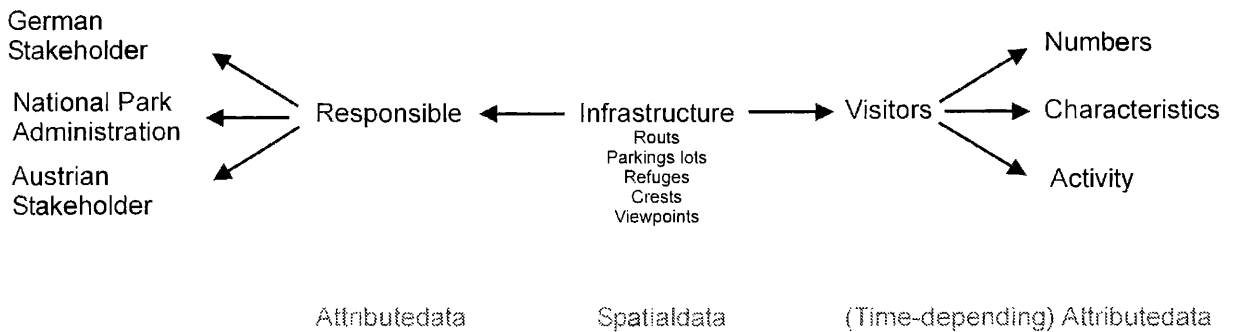 German
Stakeholder
National Park
Administration
Austrian
Stakeholder
Responsible
Infrastructure
Routs
Parkings lots
Refuges
Crests
Viewpoints
Visitors
Numbers
Characteristics
Activity
Attributedata
Spatialdata
(Time-depending) Attributedata